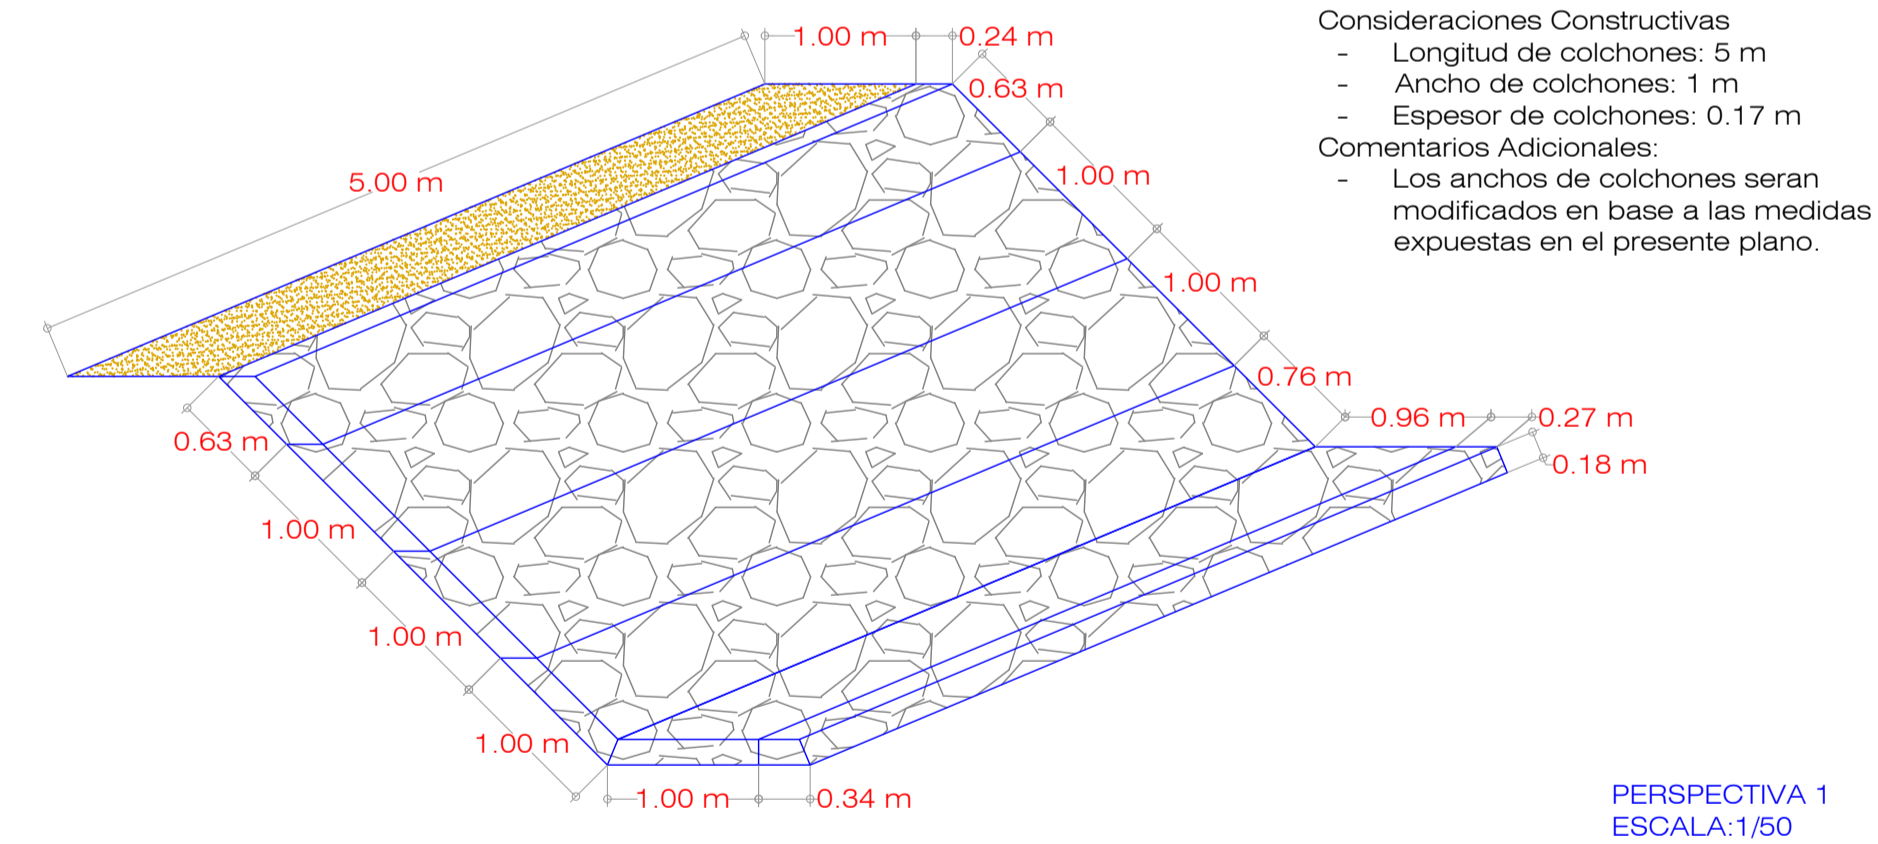 1.00 m
0.24 m
0.63 m
5.00 m
1.00 m
1.00 m
0.76 m
0.96 m
0.27 m
0.18 m
0.63 m
1.00 m
1.00 m
1.00 m
1.00 m
0.34 m
Consideraciones Constructivas
- Longitud de colchones: 5 m
- Ancho de colchones: 1 m
- Espesor de colchones: 0.17 m
Comentarios Adicionales:
- Los anchos de colchones seran
modificados en base a las medidas
expuestas en el presente plano.
PERSPECTIVA 1
ESCALA:1/50